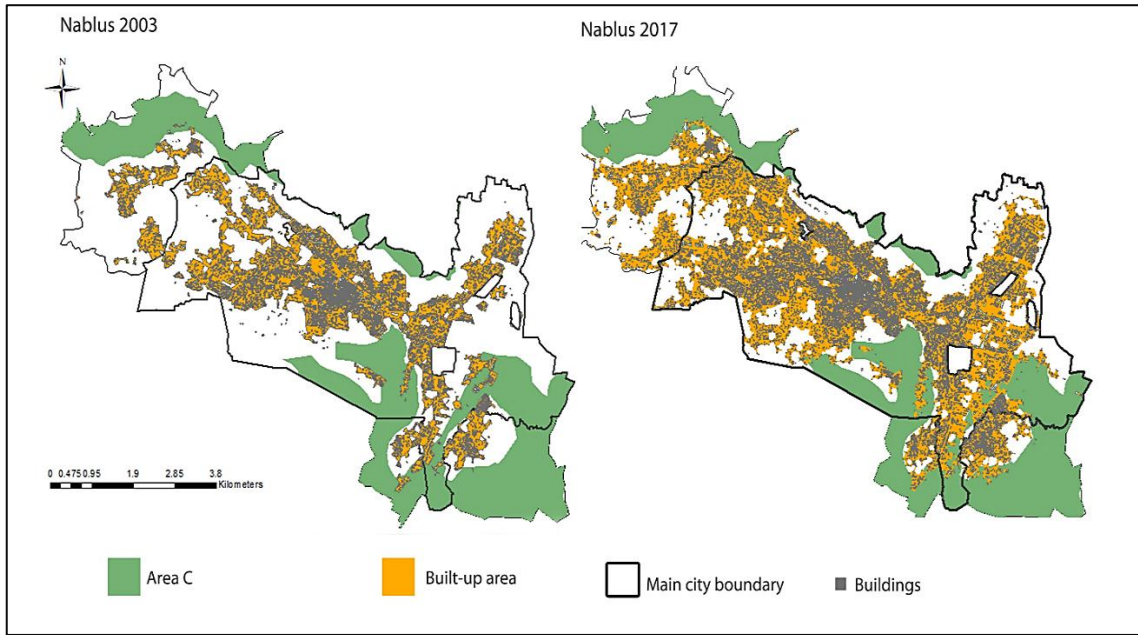 Nablus 2003
Nablus 2017
N
0 0.475 0.95 1.9 2.85 3.8
Kilometers
Area C
Built-up area
Main city boundary
Buildings